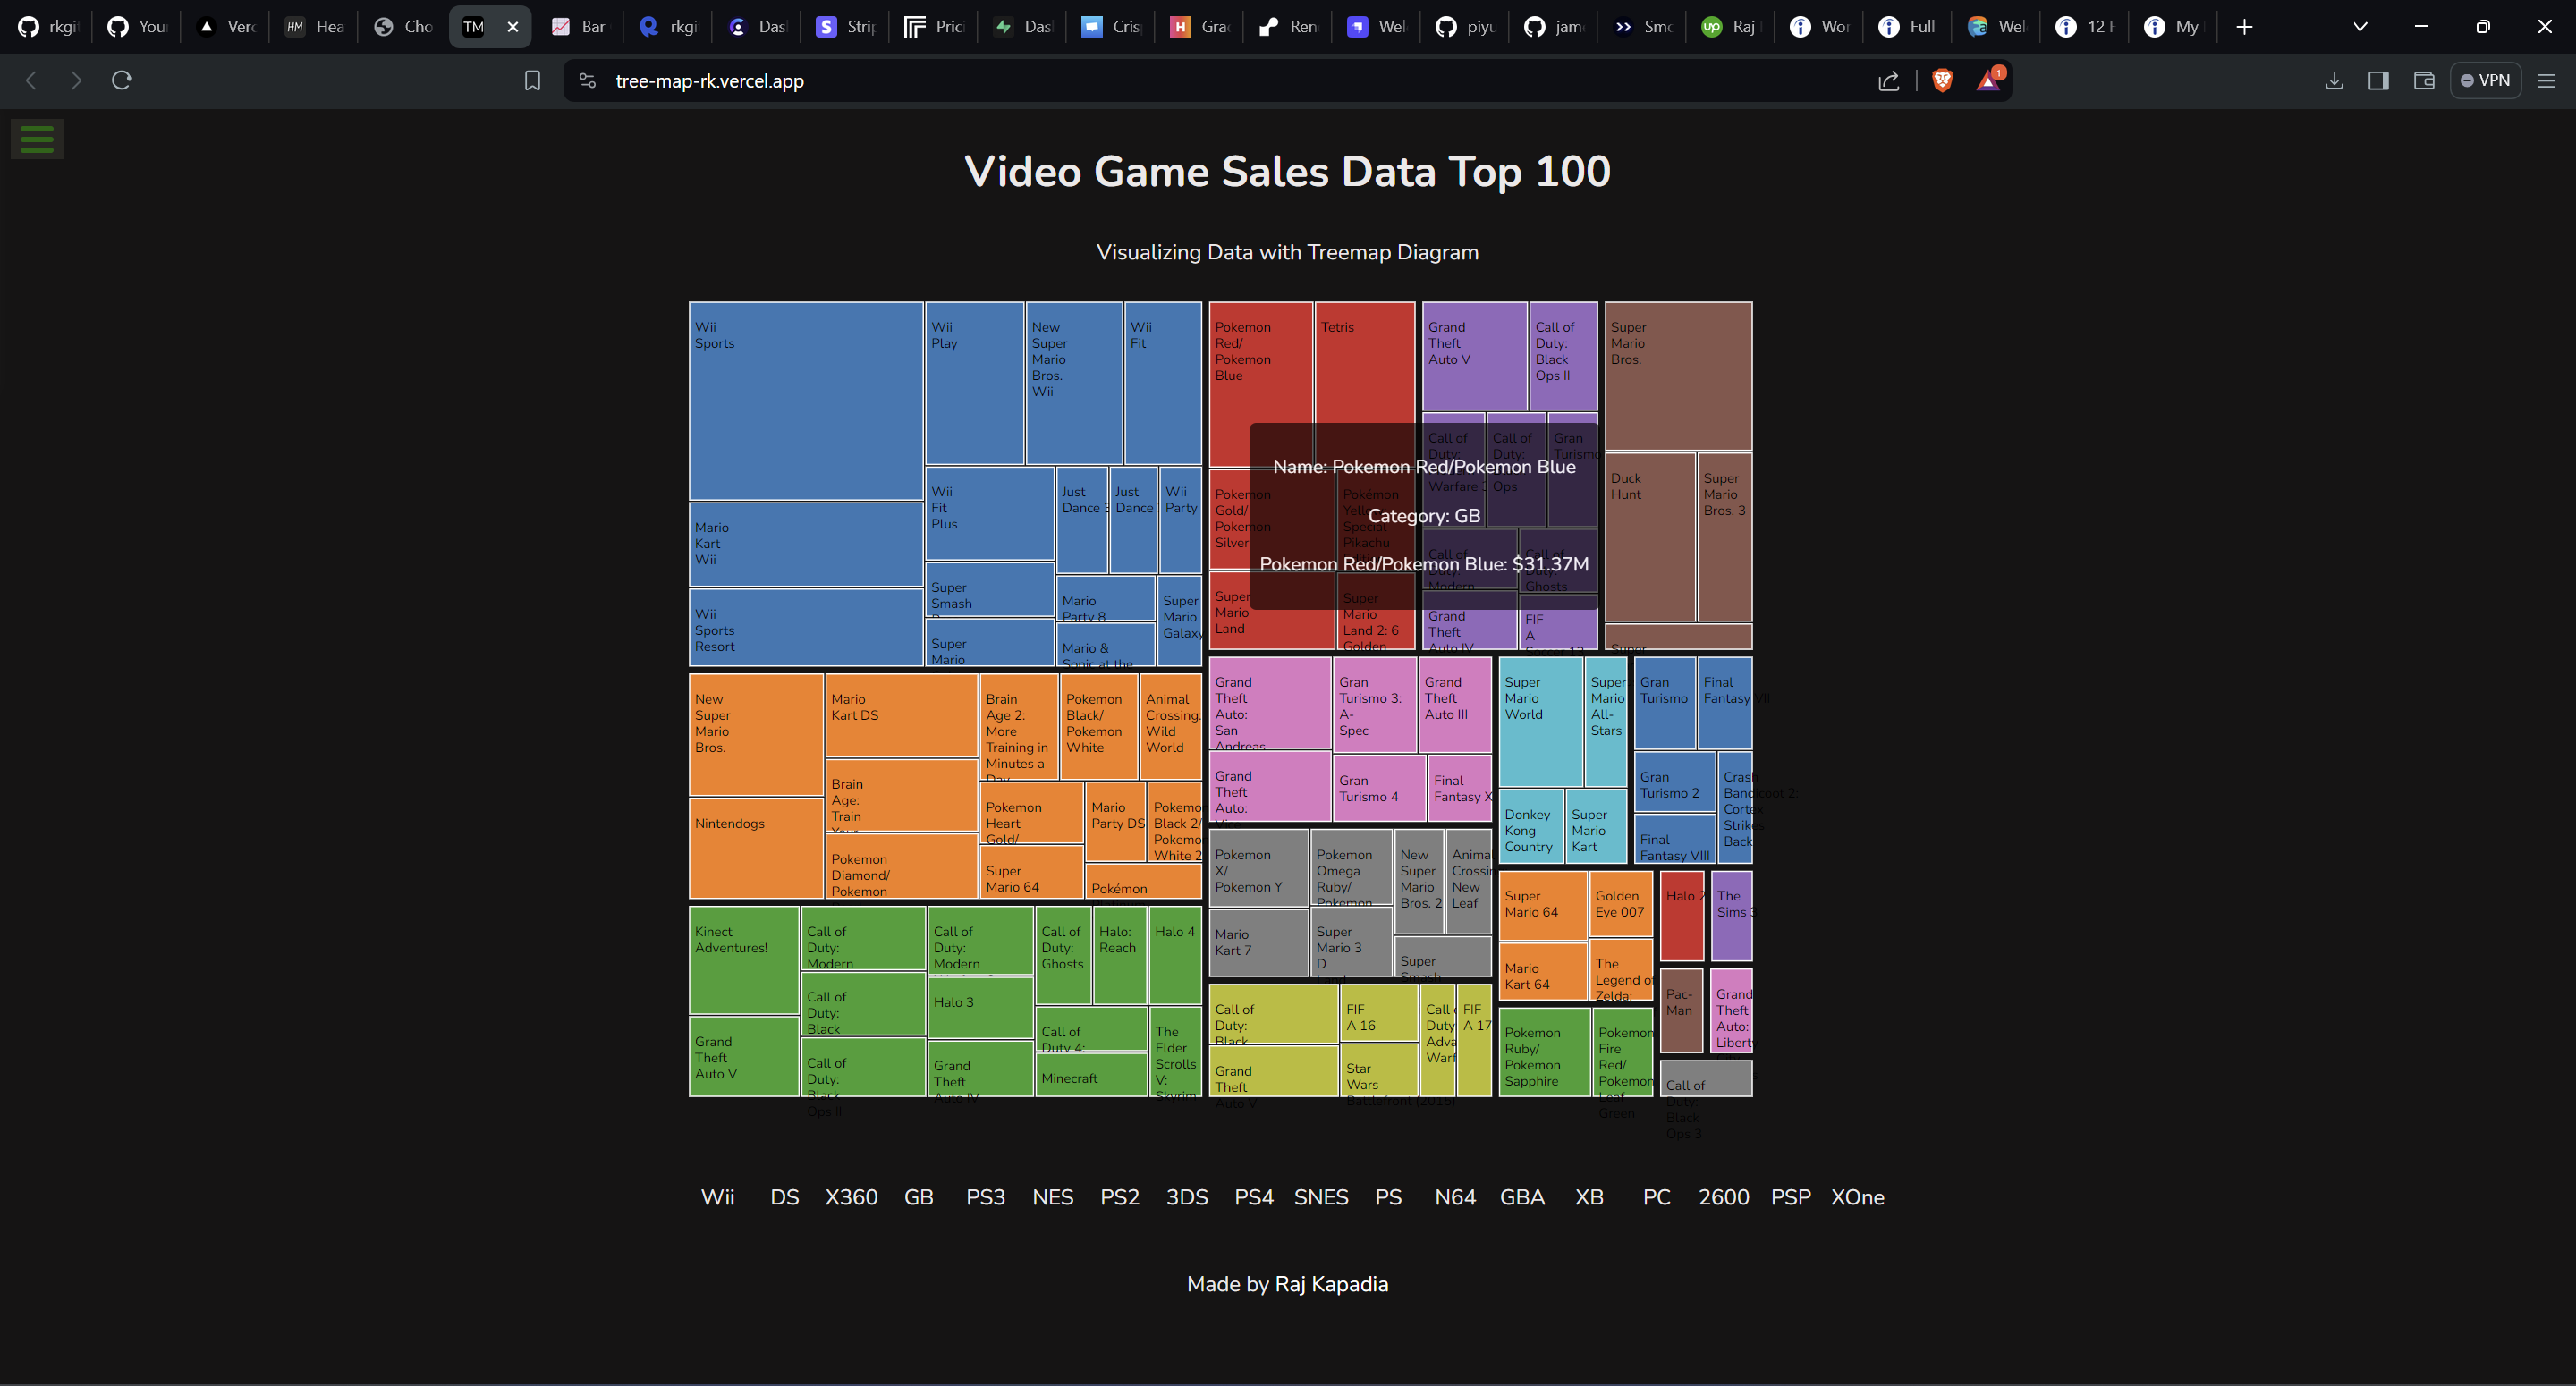 rkgi
You
Verc
HM Hea
Cho
TM
Bar
rkgi
Das
S Strip
Prici
Das
Cris
H Grad
Ren
Wel
piyu
jam
Smo
up Raj
Wor
Full
Wel
12 F
My
tree-map-rk.vercel.app
1
VPN
Video Game Sales Data Top 100
Visualizing Data with Treemap Diagram
Wii
Sports
Mario
Kart
Wii
Wii
Sports
Resort
Wii
Play
New
Super
Mario
Bros.
Wii
Wii
Fit
Wii
Fit
Plus
Super
Smash
Super
Mario
Just
Dance 3
Just
Dance
Wii
Party
Mario
Party 8
Mario &
Sonic at the
Super
Mario
Galaxy
New
Super
Mario
Bros.
Nintendogs
Mario
Kart DS
Brain
Age:
Train
Your
Pokemon
Diamond/
Pokemon
Brain
Age 2:
More
Training in
Minutes a
Day
Pokemon
Black/
Pokemon
White
Animal
Crossing:
Wild
World
Pokemon
Heart
Gold/
Super
Mario 64
Mario
Party DS
Pokemo
Black 2/
Pokemo
White 2
Pokémon
Kinect
Adventures!
Grand
Theft
Auto V
Call of
Duty:
Modern
Call of
Duty:
Black
Call of
Duty:
Black
Ops II
Call of
Duty:
Modern
Halo 3
Grand
Theft
Auto IV
Call of
Duty:
Ghosts
Halo:
Reach
Halo 4
Call of
Duty 4:
Minecraft
The
Elder
Scrolls
V:
Skyrim
Pokemon
Red/
Pokemon
Blue
Tetris
Pokemon
Gold/
Pokemon
Silver
Pokémon
Yell
Special
Pikachu
Super
Mario
Land
Super
Mario
Land 2: 6
Golden
Grand
Theft
Auto V
Call of
Duty:
Black
Ops II
Call of
Duty:
Warfare 3
Call of
Duty:
Ops
Gran
Turismo
Call of
Modern
Call of
Duty:
Ghosts
Grand
Theft
Auto IV
FIF
A
Soccer 13
Name: Pokemon Red/Pokemon Blue
Category: GB
Pokemon Red/Pokemon Blue: $31.37M
Super
Mario
Bros.
Duck
Hunt
Super
Mario
Bros. 3
Super
Grand
Theft
Auto:
San
Andreas
Grand
Theft
Auto:
Vice
Gran
Turismo 3:
A-
Spec
Grand
Theft
Auto III
Gran
Turismo 4
Final
Fantasy X
Pokemon
X/
Pokemon Y
Mario
Kart 7
Pokemon
Omega
Ruby/
Pokemon
Super
Mario 3
D
Land
New
Super
Mario
Bros. 2
Animal
Crossin
New
Leaf
Super
Smash
Call of
Duty:
Black
Grand
Theft
Auto V
FIF
A 16
Star
Wars
Battlefront (2015)
Call
Duty
Adva
Warf
FIF
A 17
Super
Mario
World
Super
Mario
All-
Stars
Donkey
Kong
Country
Super
Mario
Kart
Gran
Turismo
Final
Fantasy VII
Gran
Turismo 2
Final
Fantasy VIII
Crash
Bandicoot 2:
Cortex
Strikes
Back
Super
Mario 64
Mario
Kart 64
Golden
Eye 007
The
Legend of
Zelda:
Pokemon
Ruby/
Pokemon
Sapphire
Pokemon
Fire
Red/
Pokemon
Leaf
Green
Halo 2
The
Sims 3
Pac-
Man
Grand
Theft
Auto:
Liberty
Call of
Duty:
Black
Ops 3
Wii DS X360 GB PS3 NES PS2 3DS PS4 SNES PS N64 GBA XB PC 2600 PSP XOne
Made by Raj Kapadia